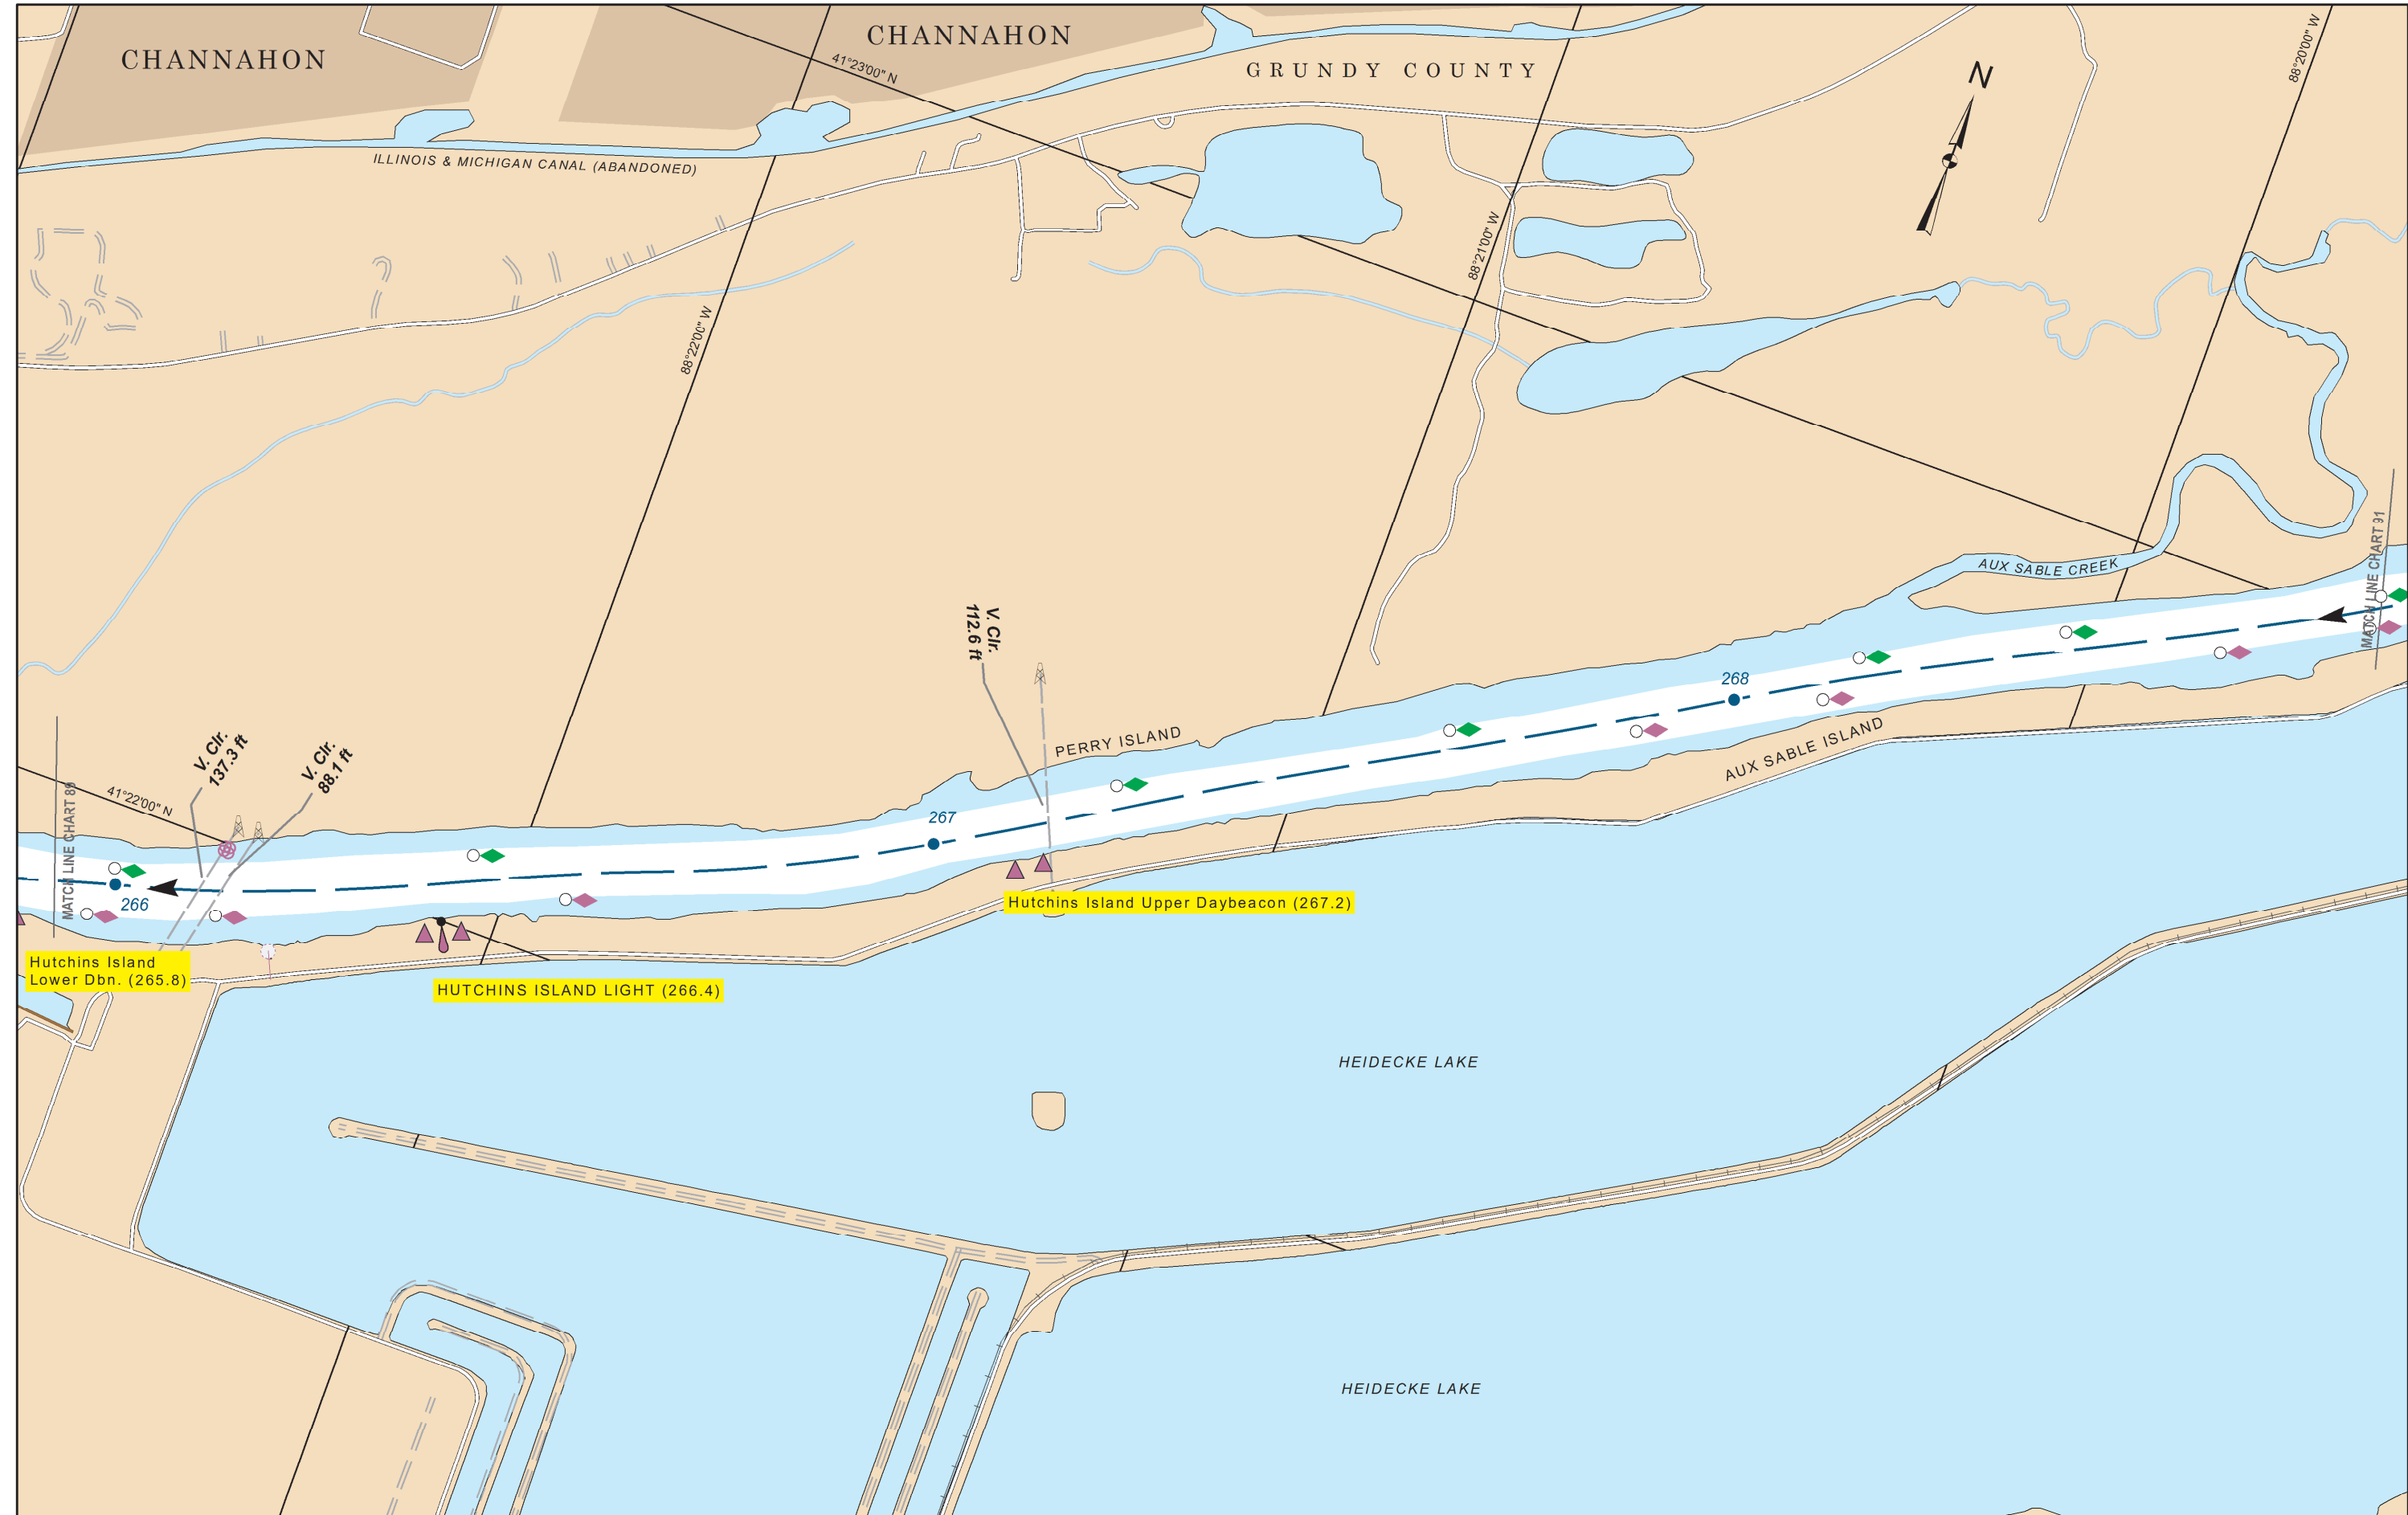 CHANNAHON
CHANNAHON
GRUNDY COUNTY
41°23'00" N
88°20'00" W
N
ILLINOIS & MICHIGAN CANAL (ABANDONED)
88°21'00" W
88°22'00" W
AUX SABLE CREEK
MATCH LINE CHART 91
V. Clr.
112.6 ft
268
PERRY ISLAND
AUX SABLE ISLAND
V. Clr.
137.3 ft
V. Clr.
88.1 ft
41°22'00" N
MATCH LINE CHART
267
266
Hutchins Island Upper Daybeacon (267.2)
Hutchins Island
Lower Dbn. (265.8)
HUTCHINS ISLAND LIGHT (266.4)
HEIDECKE LAKE
HEIDECKE LAKE